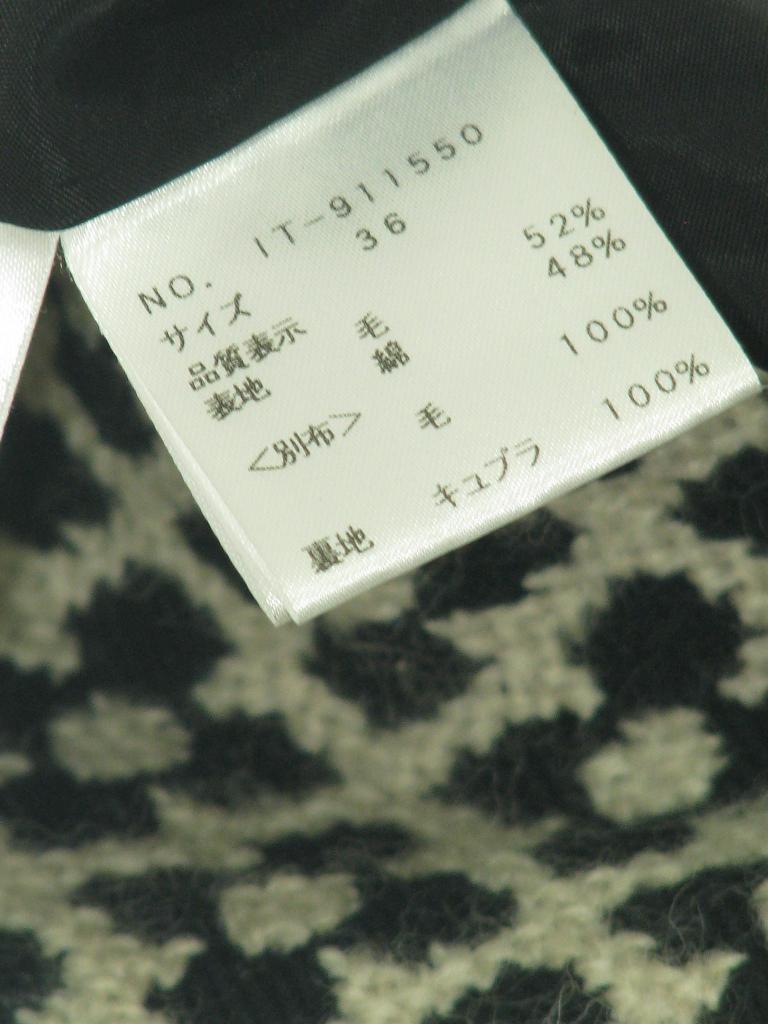 NO. IT-911550
サイズ 36
品質表示
表地 毛 52%
綿 48%
<別布> 毛 100%
裏地 キュプラ 100%